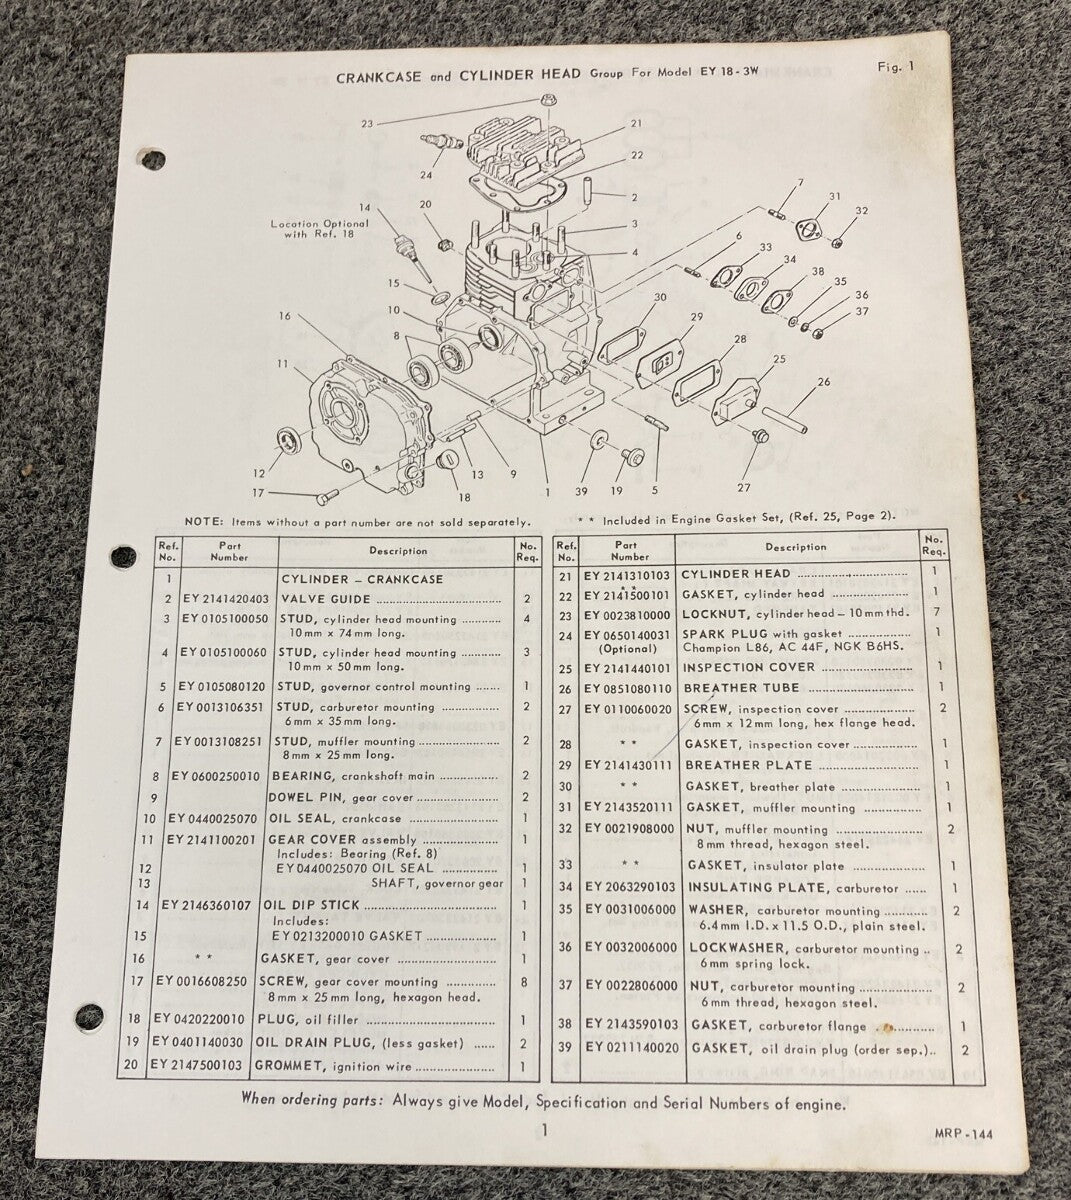 CRANKCASE and CYLINDER HEAD Group For Model EY 18 - 3W
Fig. 1
23
21
22
24
2
20
14
3
4
7
31
32
6
33
34
38
35
36
37
Location Optional
with Ref. 18
15
10
8
16
11
30
29
28
25
26
12
17
18
13
9
1
39
19
5
27
NOTE: Items without a part number are not sold separately.
* * Included in Engine Gasket Set, (Ref. 25, Page 2).
Ref. No. Part Number Description No. Req.
1 CYLINDER – CRANKCASE
2 EY 2141420403 VALVE GUIDE ........ 2
3 EY 0105100050 STUD, cylinder head mounting ........ 4
10 mm x 74 mm long.
4 EY 0105100060 STUD, cylinder head mounting ........ 3
10 mm x 50 mm long.
5 EY 0105080120 STUD, governor control mounting ....... 1
6 EY 0013106351 STUD, carburetor mounting ........ 2
6 mm x 35 mm long.
7 EY 0013108251 STUD, muffler mounting ........ 2
8 mm x 25 mm long.
8 EY 0600250010 BEARING, crankshaft main ........ 2
9 DOWEL PIN, gear cover ........ 2
10 EY 0440025070 OIL SEAL, crankcase ........ 1
11 EY 2141100201 GEAR COVER assembly ........ 1
Includes: Bearing (Ref. 8)
12 EY 0440025070 OIL SEAL ........ 1
13 SHAFT, governor gear 1
14 EY 2146360107 OIL DIP STICK ........ 1
Includes:
15 EY 0213200010 GASKET ........ 1
16 * * GASKET, gear cover ........ 1
17 EY 0016608250 SCREW, gear cover mounting ........ 8
8 mm x 25 mm long, hexagon head.
18 EY 0420220010 PLUG, oil filler ........ 1
19 EY 0401140030 OIL DRAIN PLUG, (less gasket) ...... 2
20 EY 2147500103 GROMMET, ignition wire ........ 1
Ref. No. Part Number Description No. Req.
21 EY 2141310103 CYLINDER HEAD ........ 1
* *
22 EY 2141500101 GASKET, cylinder head ........ 1
23 EY 0023810000 LOCKNUT, cylinder head – 10 mm thd. 7
24 EY 0650140031 SPARK PLUG with gasket ........ 1
(Optional) Champion L86, AC 44F, NGK B6HS.
25 EY 2141440101 INSPECTION COVER ........ 1
26 EY 0851080110 BREATHER TUBE ........ 1
27 EY 0110060020 SCREW, inspection cover ........ 2
6 mm x 12 mm long, hex flange head.
28 * * GASKET, inspection cover ........ 1
29 EY 2141430111 BREATHER PLATE ........ 1
30 * * GASKET, breather plate ........ 1
31 EY 2143520111 GASKET, muffler mounting ........ 1
32 EY 0021908000 NUT, muffler mounting ........ 2
8 mm thread, hexagon steel.
33 * * GASKET, insulator plate ........ 1
34 EY 2063290103 INSULATING PLATE, carburetor ...... 1
35 EY 0031006000 WASHER, carburetor mounting ........ 2
6.4 mm I.D. x 11.5 O.D., plain steel.
36 EY 0032006000 LOCKWASHER, carburetor mounting .. 2
6 mm spring lock.
37 EY 0022806000 NUT, carburetor mounting ........ 2
6 mm thread, hexagon steel.
38 EY 2143590103 GASKET, carburetor flange ........ 1
39 EY 0211140020 GASKET, oil drain plug (order sep.).. 2
When ordering parts: Always give Model, Specification and Serial Numbers of engine.
1
MRP - 144